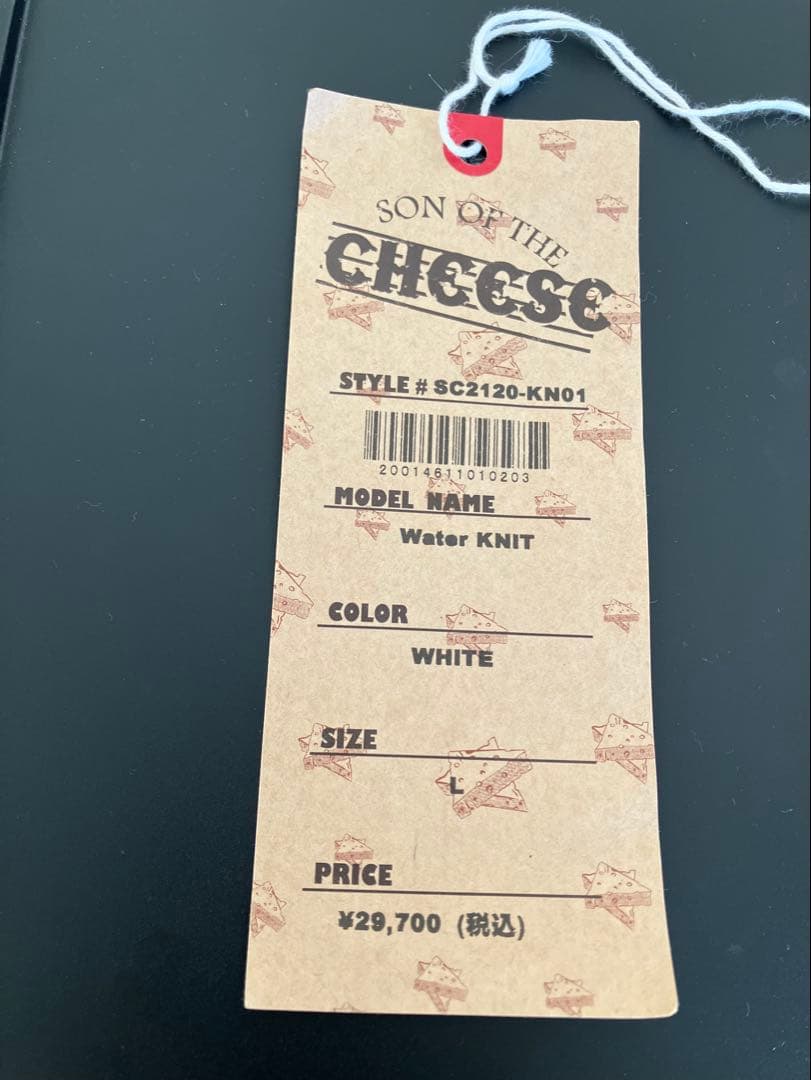 SON OF THE
CHEESE
STYLE # SC2120-KN01
20014611010203
MODEL NAME
Water KNIT
COLOR
WHITE
SIZE
L
PRICE
¥29,700 (税込)